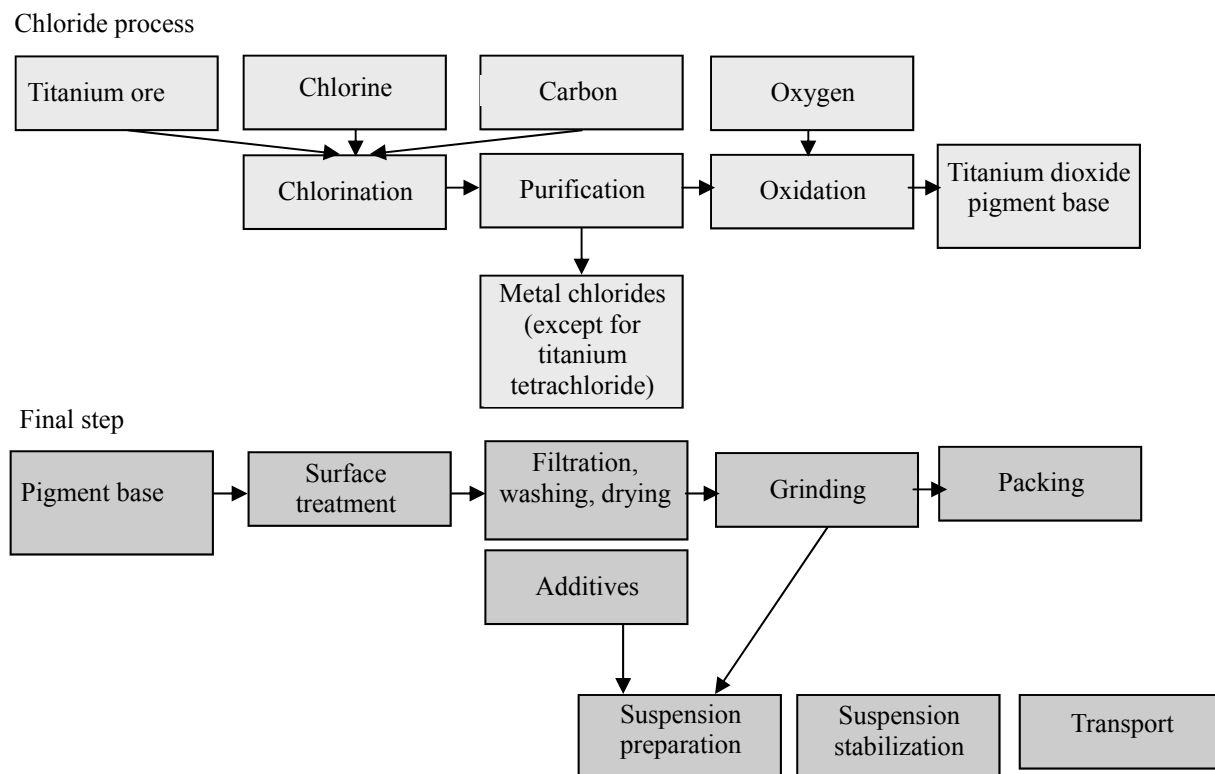 Chloride process
Titanium ore
Chlorine
Carbon
Oxygen
Chlorination
Purification
Oxidation
Titanium dioxide
pigment base
Metal chlorides
(except for
titanium
tetrachloride)
Final step
Pigment base
Surface
treatment
Filtration,
washing, drying
Grinding
Packing
Additives
Suspension
preparation
Suspension
stabilization
Transport